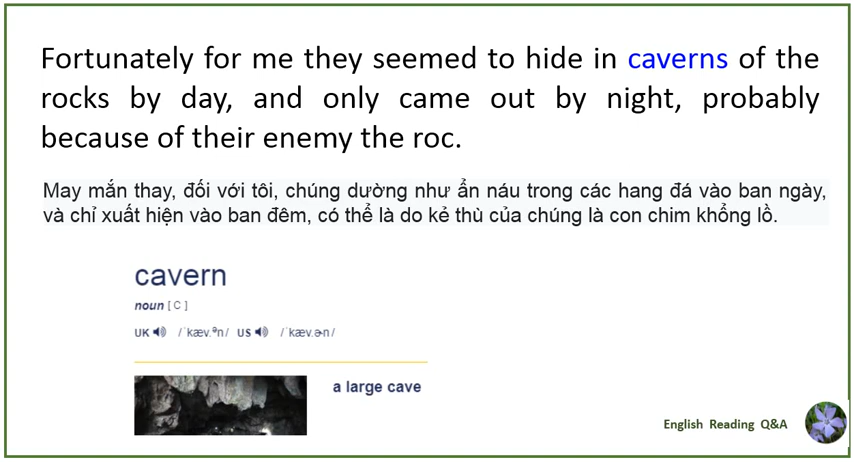 Fortunately for me they seemed to hide in caverns of the
rocks by day, and only came out by night, probably
because of their enemy the roc.
May mắn thay, đối với tôi, chúng dường như ẩn náu trong các hang đá vào ban ngày,
và chỉ xuất hiện vào ban đêm, có thể là do kẻ thù của chúng là con chim khổng lồ.
cavern
noun [ C ]
UK /ˈkæv.ᵊn/ US /ˈkæv.ɚn/
a large cave
English Reading Q&A